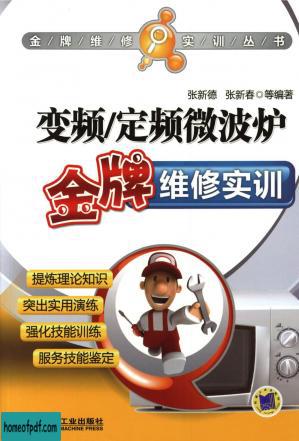 金牌维修实训丛书
张新德 张新春◎等编著
变频/定频微波炉
金牌维修实训
提炼理论知识
突出实用演练
强化技能训练
服务技能鉴定
工业出版社
MACHINE PRESS
homeofpdf.com